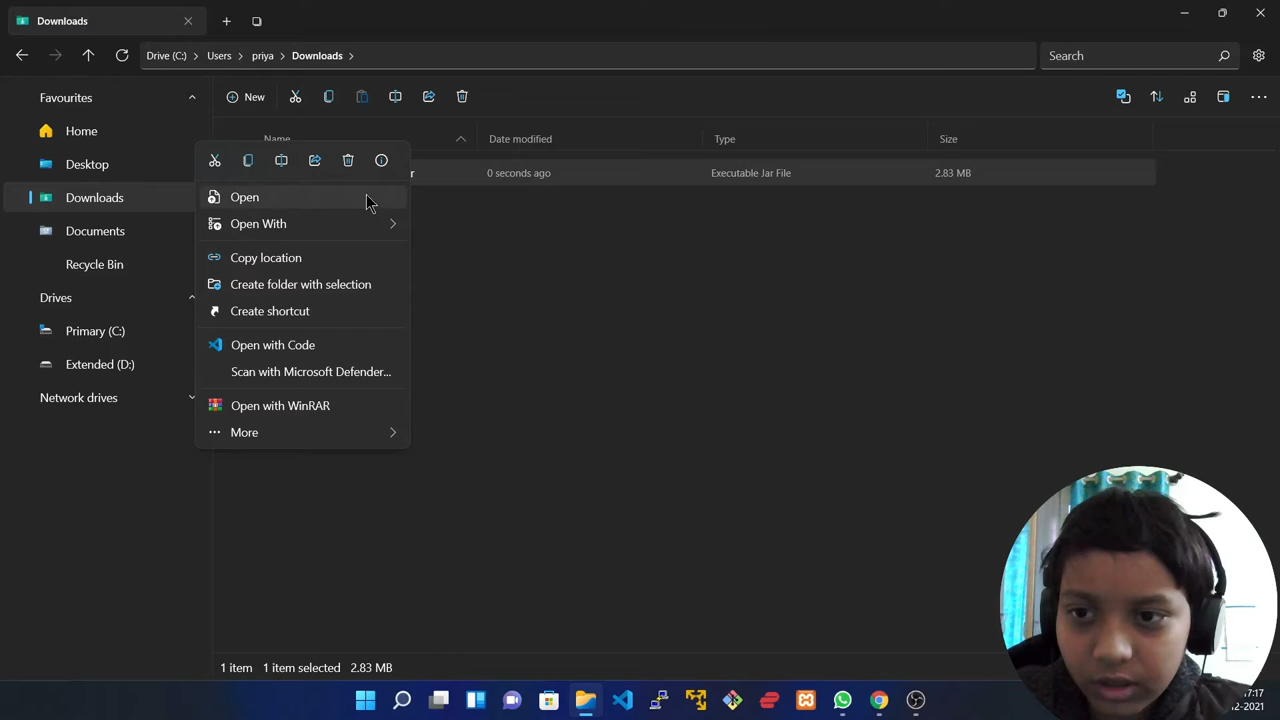 Downloads
Drive (C:) Users priya Downloads
Search
Favourites
New
Home
Name
Date modified
Type
Size
Desktop
r
0 seconds ago
Executable Jar File
2.83 MB
Downloads
Open
Documents
Open With
Recycle Bin
Copy location
Create folder with selection
Drives
Create shortcut
Primary (C:)
Open with Code
Extended (D:)
Scan with Microsoft Defender...
Network drives
Open with WinRAR
More
1 item 1 item selected 2.83 MB
17:17
-12-2021